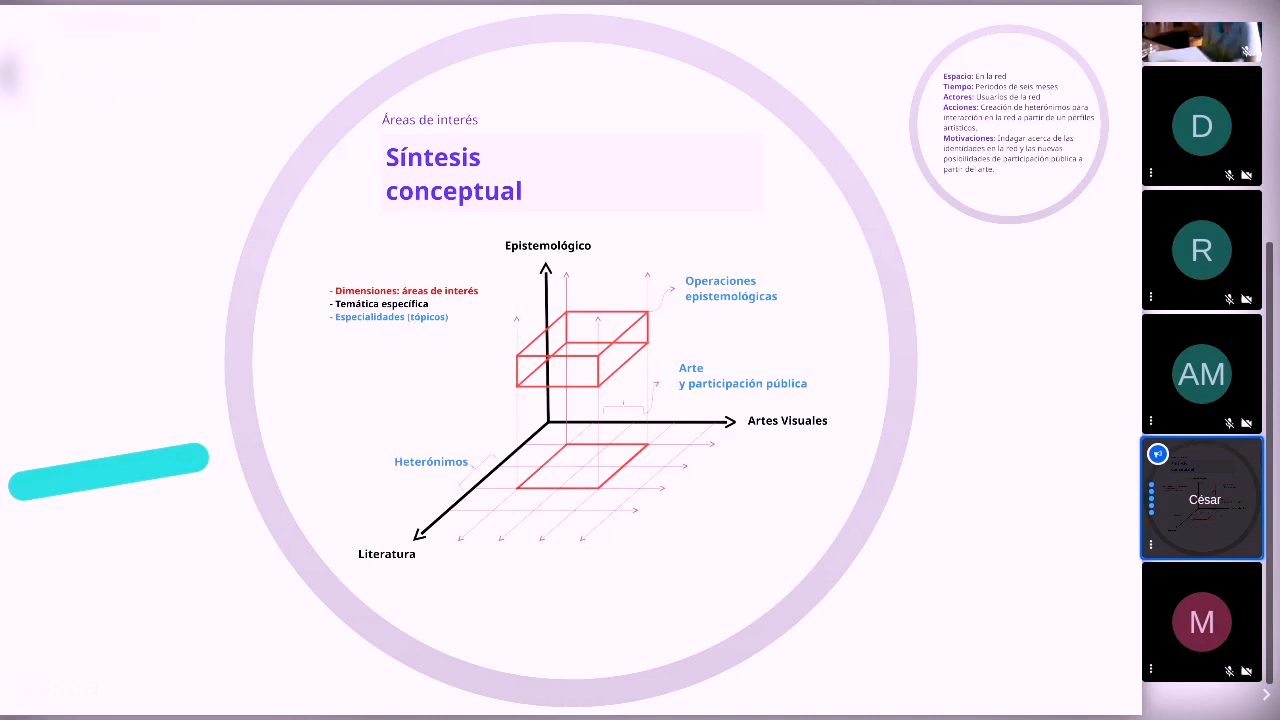 Áreas de interés
Síntesis
conceptual
Epistemológico
- Dimensiones: áreas de interés
- Temática específica
- Especialidades (tópicos)
Operaciones
epistemológicas
Arte
y participación pública
Artes Visuales
Heterónimos
Literatura
Espacio: En la red
Tiempo: Periodos de seis meses
Actores: Usuarios de la red
Acciones: Creación de heterónimos para
interacción en la red a partir de un perfiles
artísticos.
Motivaciones: Indagar acerca de las
identidades en la red y las nuevas
posibilidades de participación pública a
partir del arte.
D
R
AM
César
M